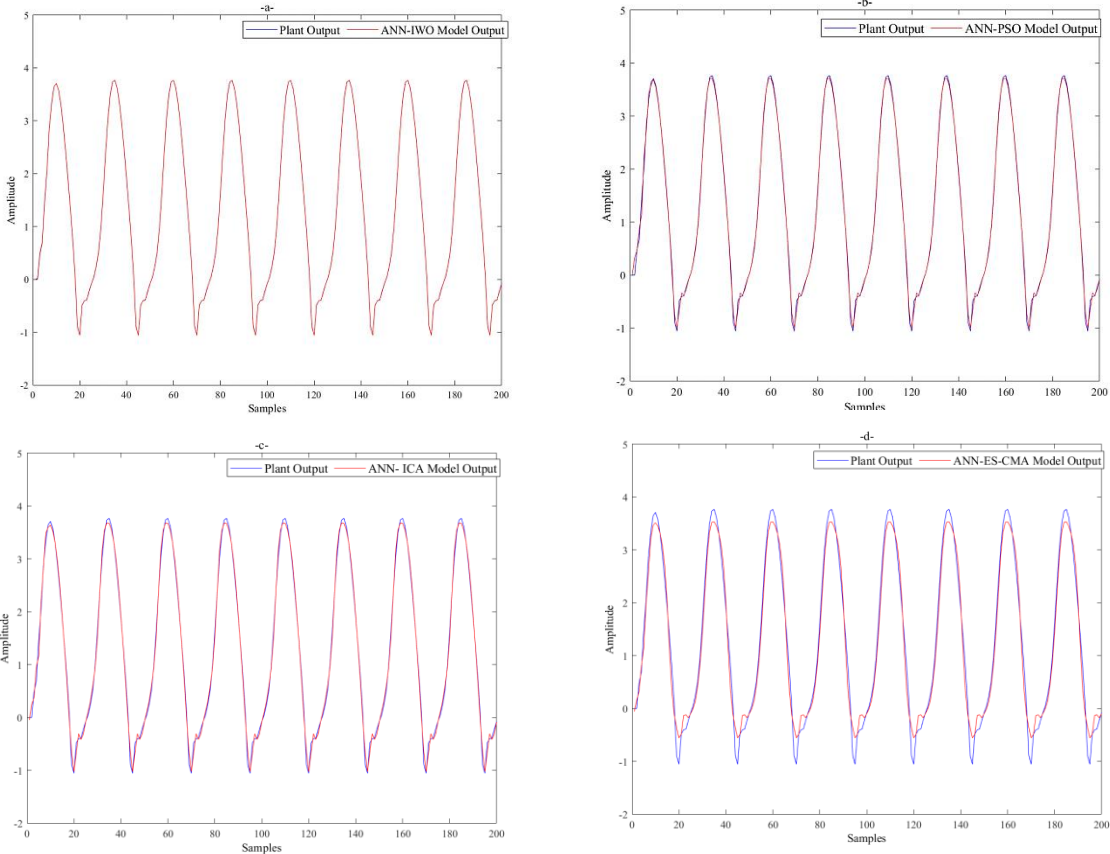 -a-
Plant Output ANN-IWO Model Output
5
4
3
2
1
0
-1
-2
Amplitude
0 20 40 60 80 100 120 140 160 180 200
Samples
-b-
Plant Output ANN-PSO Model Output
5
4
3
2
1
0
-1
-2
Amplitude
0 20 40 60 80 100 120 140 160 180 200
Samples
-c-
Plant Output ANN- ICA Model Output
5
4
3
2
1
0
-1
-2
Amplitude
0 20 40 60 80 100 120 140 160 180 200
Samples
-d-
Plant Output ANN-ES-CMA Model Output
5
4
3
2
1
0
-1
-2
Amplitude
0 20 40 60 80 100 120 140 160 180 200
Samples